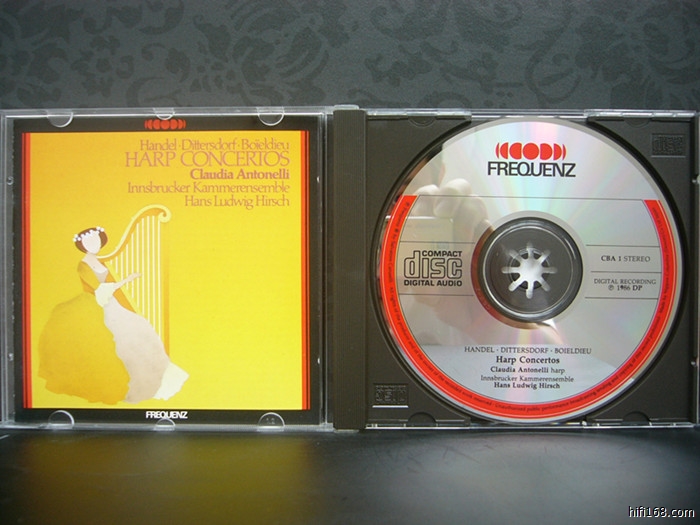 Handel · Dittersdorf · Boïeldieu
HARP CONCERTOS
Claudia Antonelli
Innsbrucker Kammerensemble
Hans Ludwig Hirsch
FREQUENZ
FREQUENZ
COMPACT
disc
DIGITAL AUDIO
CBA 1 STEREO
DIGITAL RECORDING
℗ 1986 DP
HANDEL · DITTERSDORF · BOIELDIEU
Harp Concertos
Claudia Antonelli harp
Innsbrucker Kammerensemble
Hans Ludwig Hirsch
hifi168.com